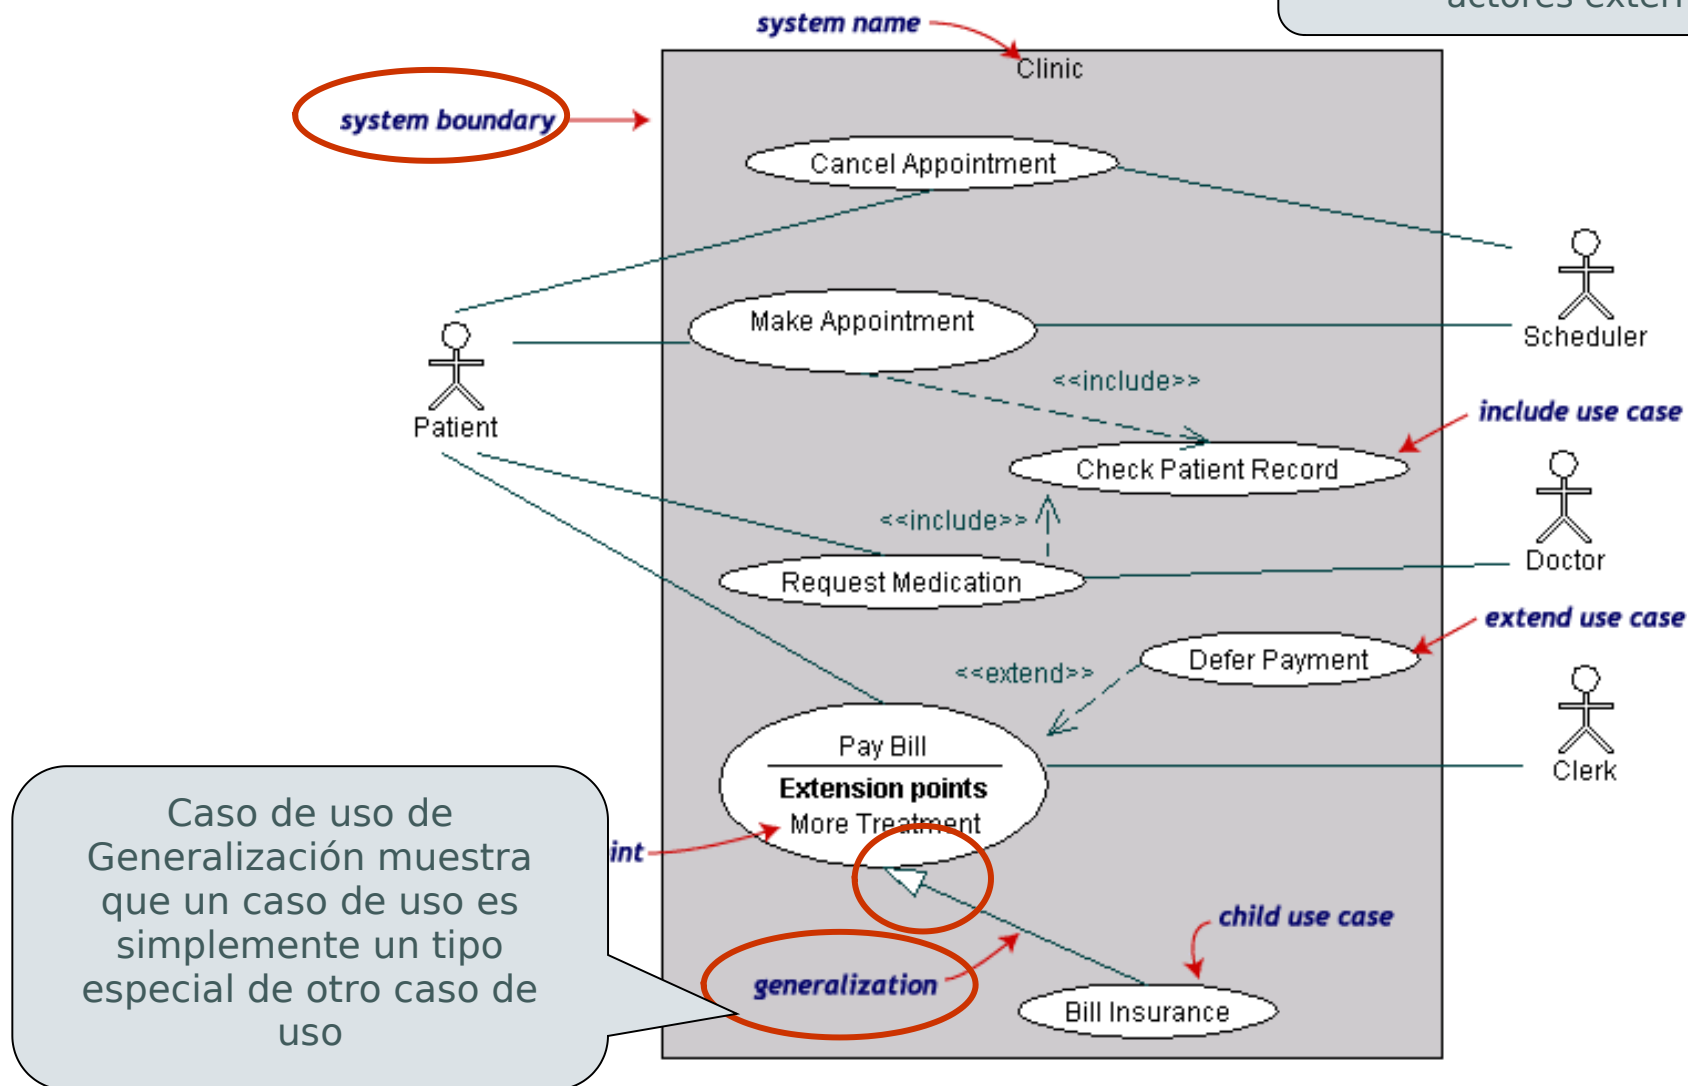 actores extern
system name
Clinic
system boundary
Cancel Appointment
Make Appointment
Scheduler
<<include>>
Patient
include use case
Check Patient Record
<<include>>
Doctor
Request Medication
extend use case
Defer Payment
<<extend>>
Pay Bill
Clerk
Extension points
More Treatment
int
Caso de uso de
Generalización muestra
que un caso de uso es
simplemente un tipo
especial de otro caso de
uso
child use case
generalization
Bill Insurance